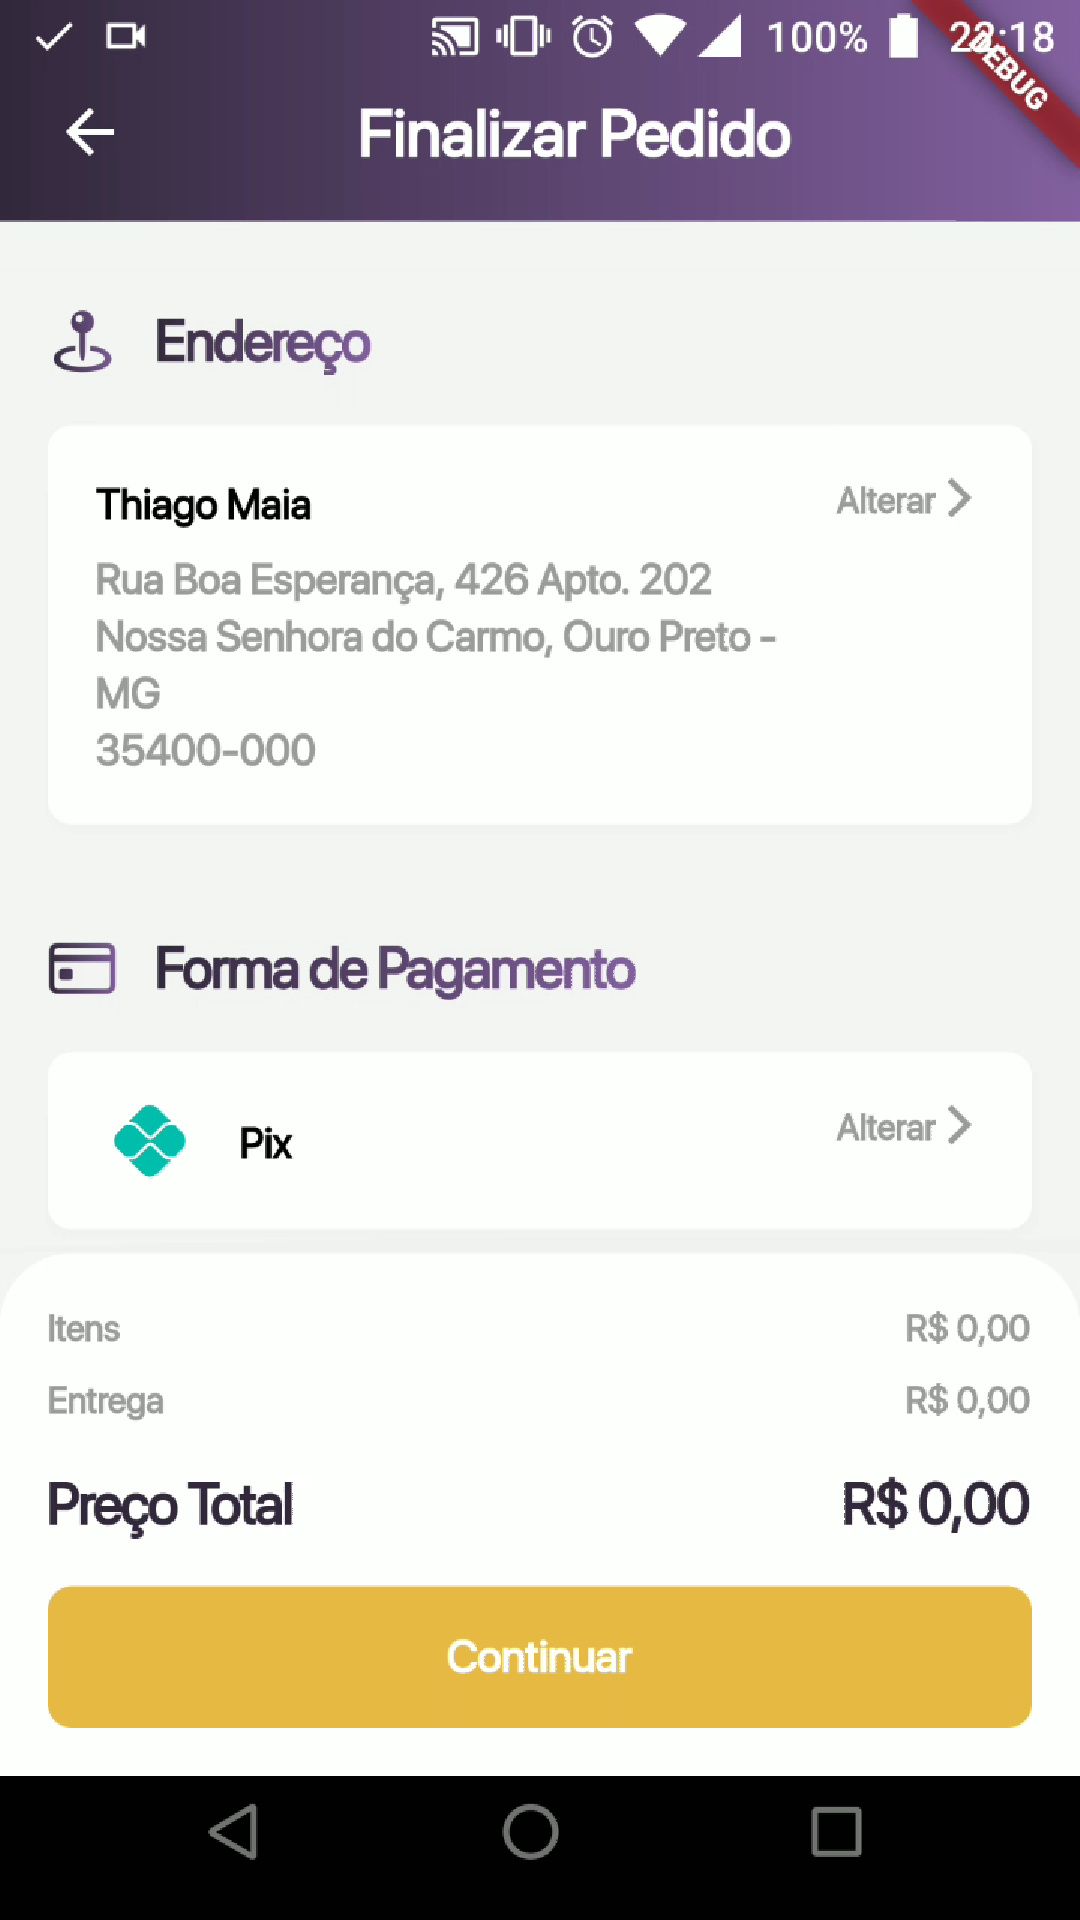 100% 22:18
DEBUG
Finalizar Pedido
Endereço
Thiago Maia
Alterar
Rua Boa Esperança, 426 Apto. 202
Nossa Senhora do Carmo, Ouro Preto -
MG
35400-000
Forma de Pagamento
Pix
Alterar
Itens
R$ 0,00
Entrega
R$ 0,00
Preço Total
R$ 0,00
Continuar